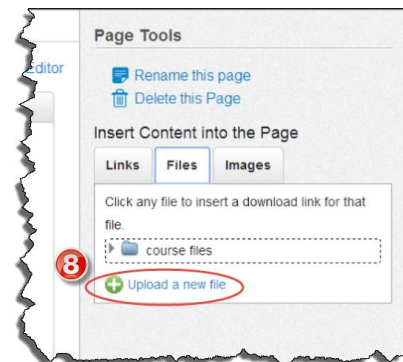 Page Tools
Editor
Rename this page
Delete this Page
Insert Content into the Page
Links Files Images
Click any file to insert a download link for that
file.
course files
8
Upload a new file